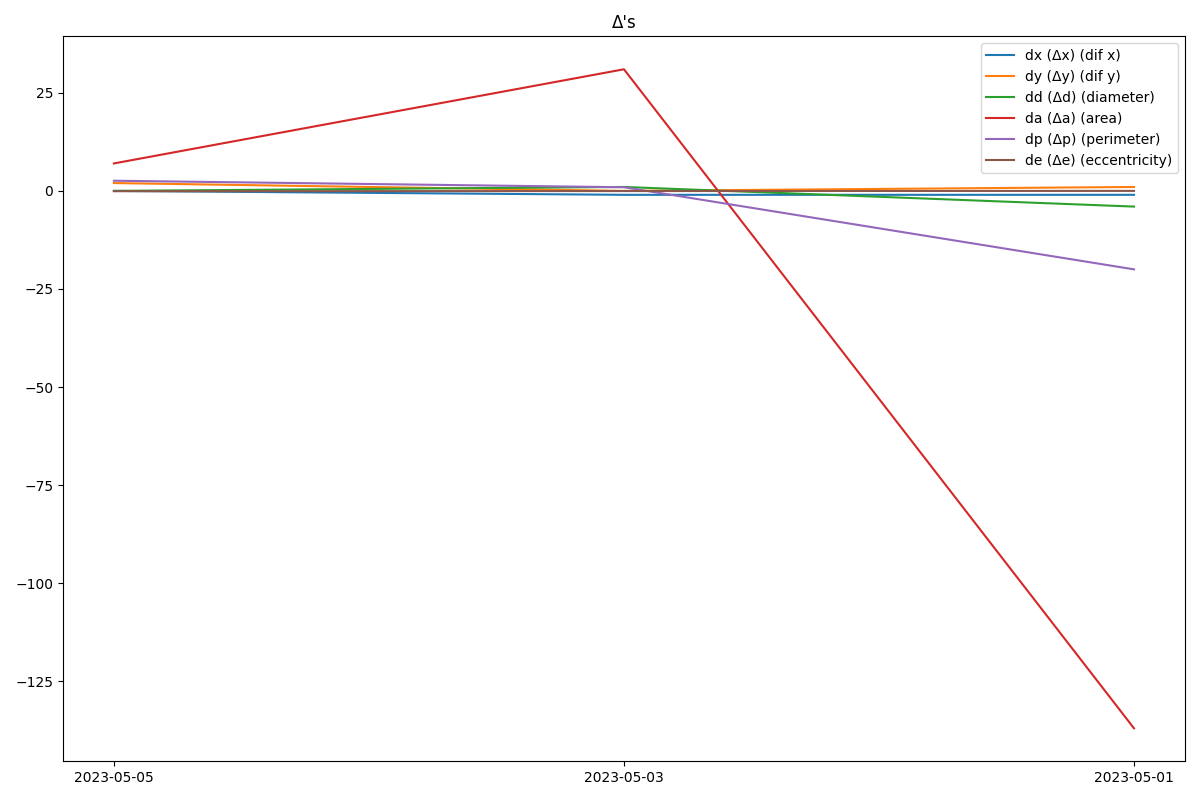 Δ's
dx (Δx) (dif x)
dy (Δy) (dif y)
dd (Δd) (diameter)
da (Δa) (area)
dp (Δp) (perimeter)
de (Δe) (eccentricity)
25
0
−25
−50
−75
−100
−125
2023-05-05 2023-05-03 2023-05-01